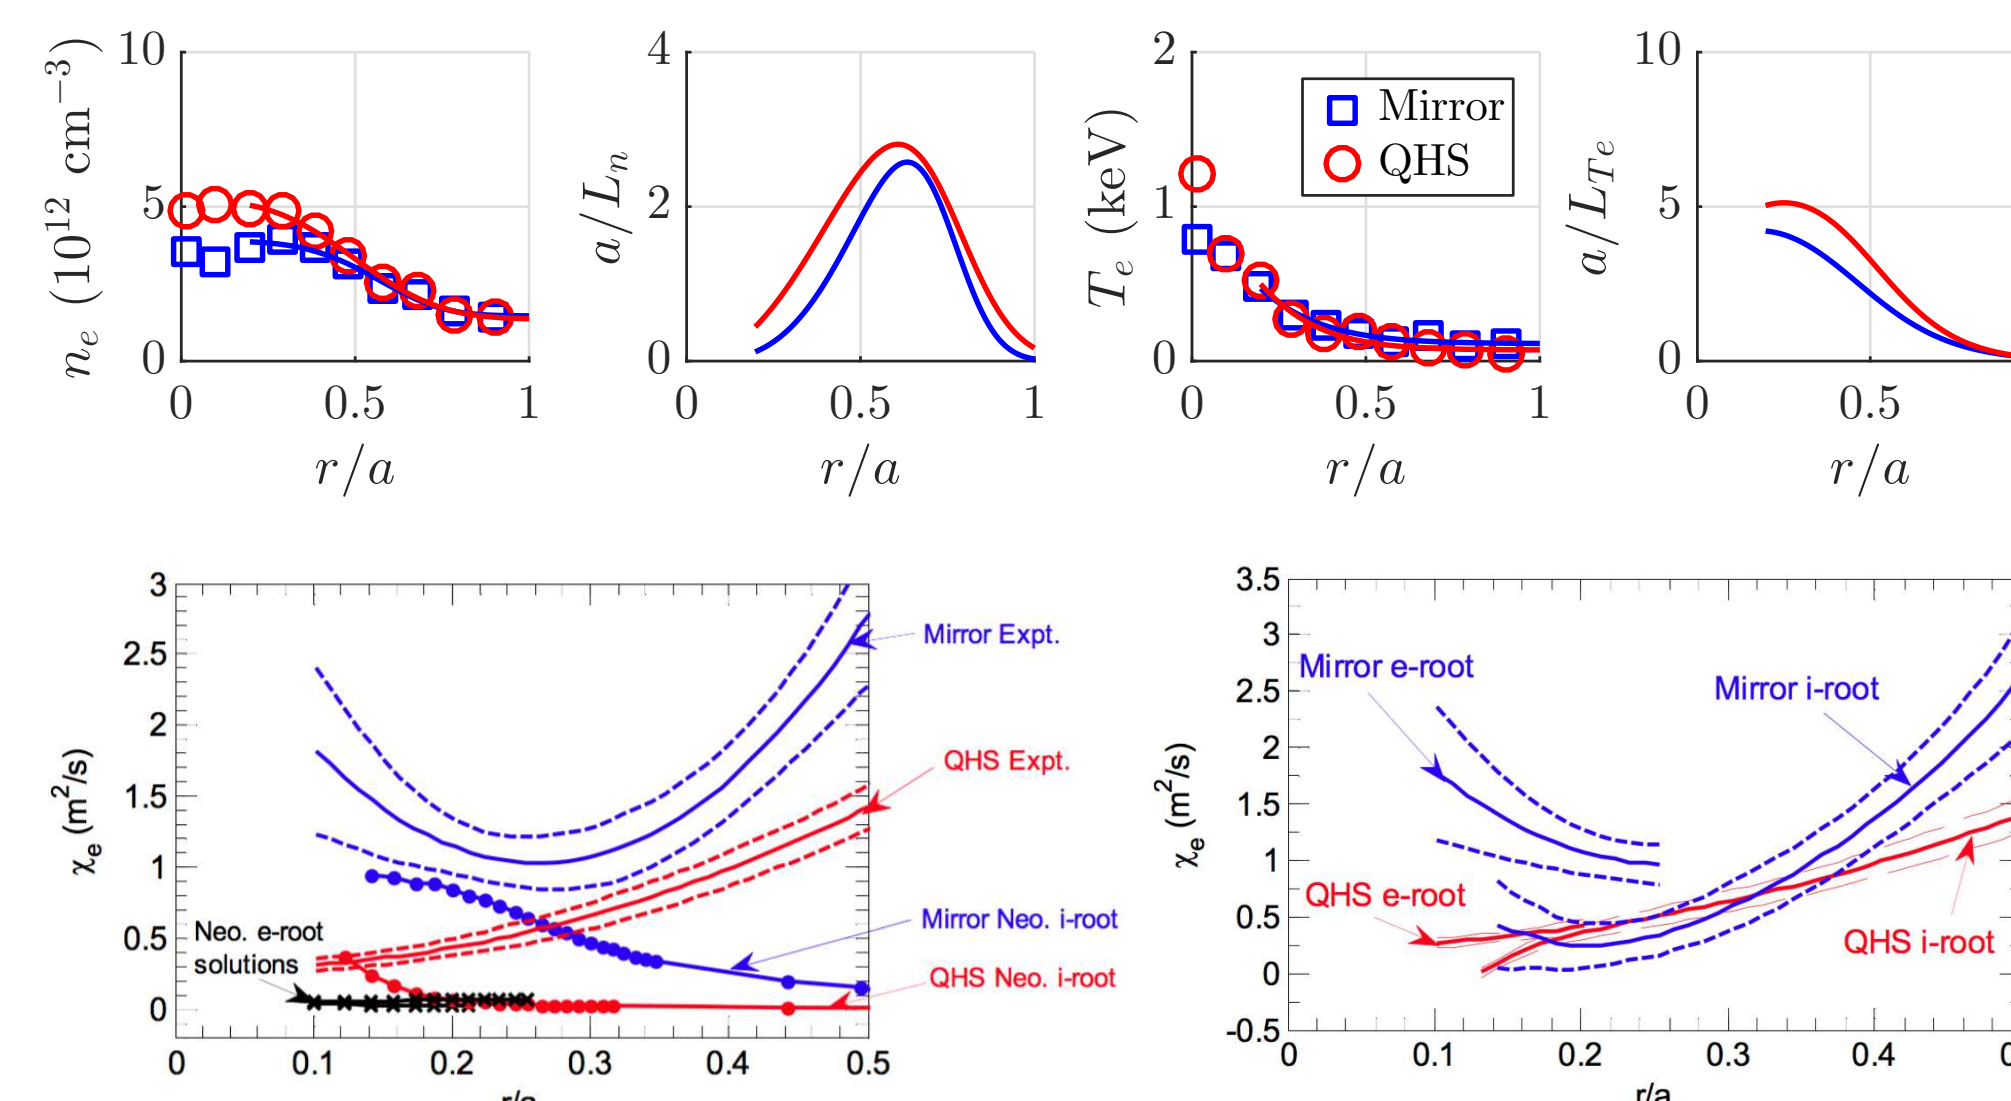 10
5
0
0 0.5 1
n_e (10^12 cm^−3)
r/a
4
2
0
0 0.5 1
a/L_n
r/a
2
1
0
0 0.5 1
T_e (keV)
r/a
Mirror
QHS
10
5
0
0 0.5
a/L_Te
r/a
3
2.5
2
1.5
1
0.5
0
0 0.1 0.2 0.3 0.4 0.5
χ_e (m^2/s)
r/a
Mirror Expt.
QHS Expt.
Mirror Neo. i-root
QHS Neo. i-root
Neo. e-root
solutions
3.5
3
2.5
2
1.5
1
0.5
0
-0.5
0 0.1 0.2 0.3 0.4
χ_e (m^2/s)
r/a
Mirror e-root
Mirror i-root
QHS e-root
QHS i-root